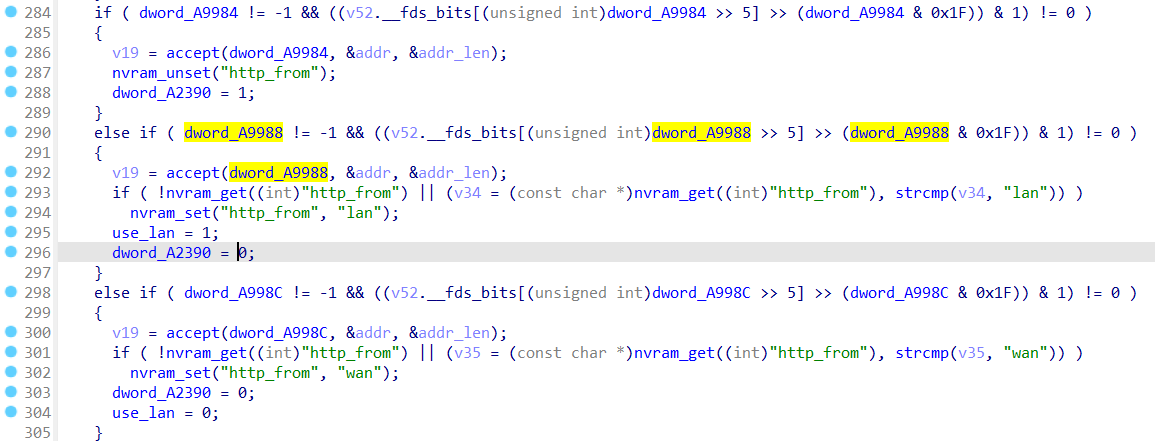 284 if ( dword_A9984 != -1 && ((v52.__fds_bits[(unsigned int)dword_A9984 >> 5] >> (dword_A9984 & 0x1F)) & 1) != 0 )
285 {
286 v19 = accept(dword_A9984, &addr, &addr_len);
287 nvram_unset("http_from");
288 dword_A2390 = 1;
289 }
290 else if ( dword_A9988 != -1 && ((v52.__fds_bits[(unsigned int)dword_A9988 >> 5] >> (dword_A9988 & 0x1F)) & 1) != 0 )
291 {
292 v19 = accept(dword_A9988, &addr, &addr_len);
293 if ( !nvram_get((int)"http_from") || (v34 = (const char *)nvram_get((int)"http_from"), strcmp(v34, "lan")) )
294 nvram_set("http_from", "lan");
295 use_lan = 1;
296 dword_A2390 = 0;
297 }
298 else if ( dword_A998C != -1 && ((v52.__fds_bits[(unsigned int)dword_A998C >> 5] >> (dword_A998C & 0x1F)) & 1) != 0 )
299 {
300 v19 = accept(dword_A998C, &addr, &addr_len);
301 if ( !nvram_get((int)"http_from") || (v35 = (const char *)nvram_get((int)"http_from"), strcmp(v35, "wan")) )
302 nvram_set("http_from", "wan");
303 dword_A2390 = 0;
304 use_lan = 0;
305 }